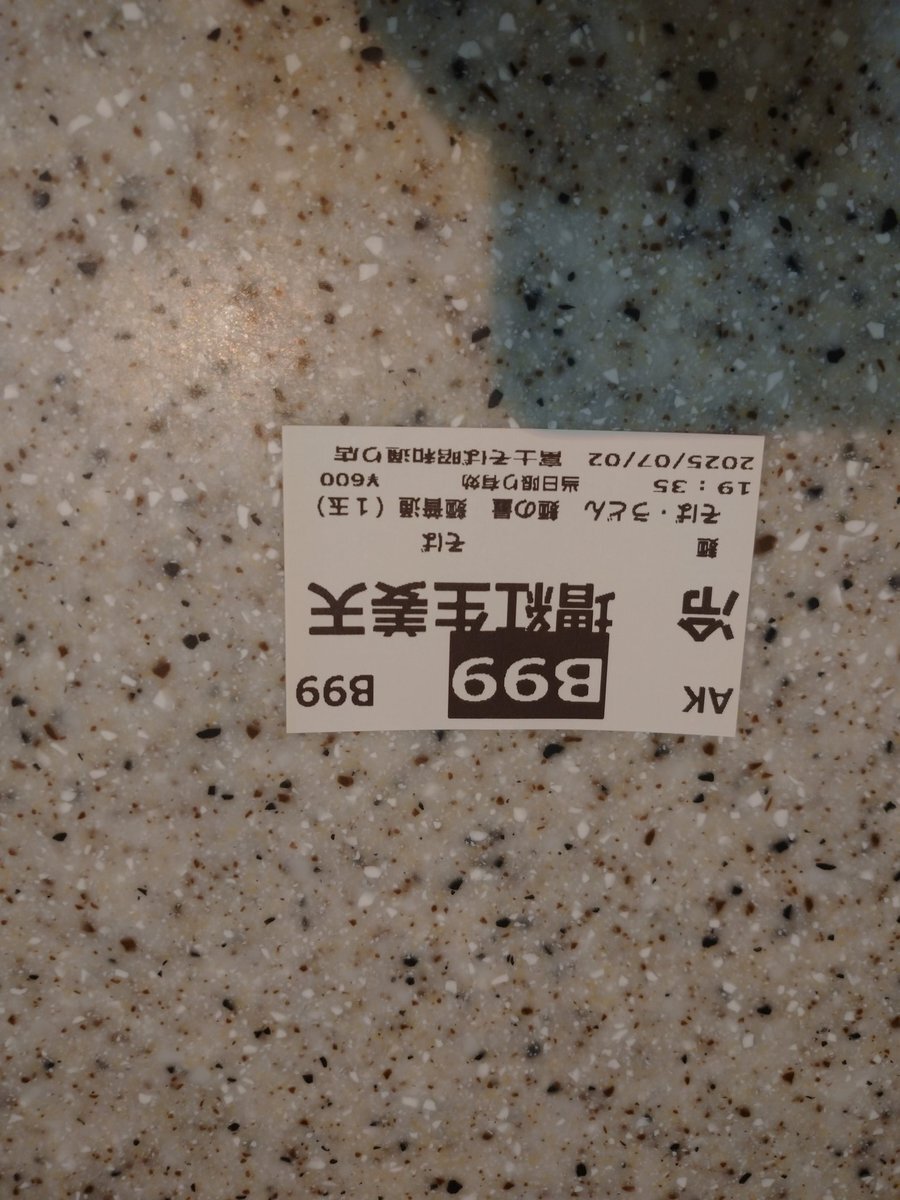 AK B99 B99
冷 増紅生姜天
麺 そば
そば・うどん 麺の量 麺普通(1玉)
19:35 当日限り有効 ¥600
2025/07/02 富士そば昭和通り店